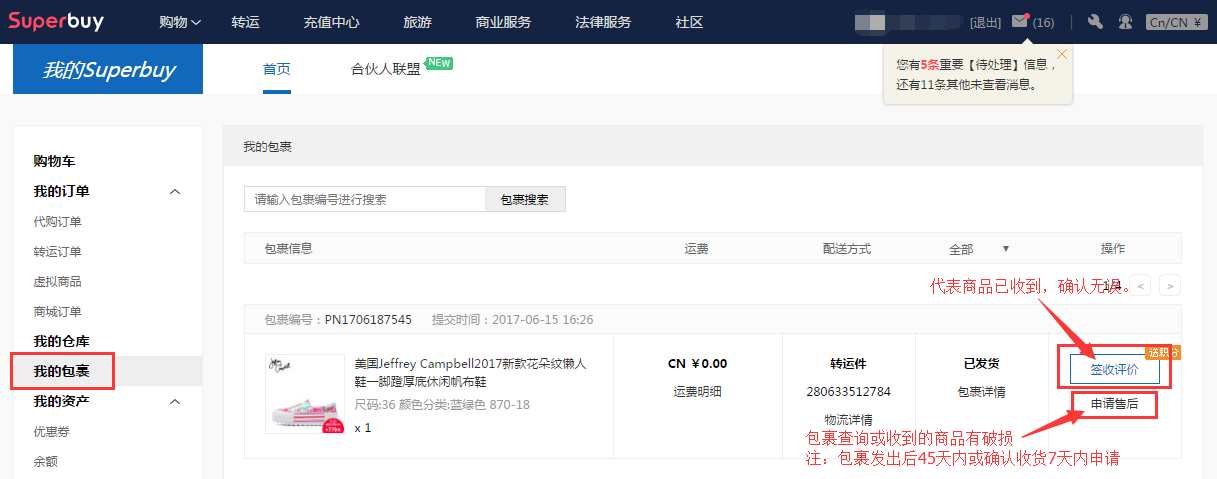 Superbuy 购物 转运 充值中心 旅游 商业服务 法律服务 社区 [退出] (16) Cn/CN ¥
我的Superbuy 首页 合伙人联盟 NEW
您有5条重要【待处理】信息，
还有11条其他未查看消息。
购物车
我的订单
代购订单
转运订单
虚拟商品
商城订单
我的仓库
我的包裹
我的资产
优惠券
余额
我的包裹
请输入包裹编号进行搜索 包裹搜索
包裹信息 运费 配送方式 全部 ▼ 操作
代表商品已收到，确认无误。
1/4 < >
包裹编号：PN1706187545 提交时间：2017-06-15 16:26
送积分
美国Jeffrey Campbell2017新款花朵纹懒人
鞋一脚蹬厚底休闲帆布鞋
尺码:36 颜色分类:蓝绿色 870-18
x 1
CN ￥0.00
运费明细
转运件
280633512784
物流详情
已发货
包裹详情
签收评价
申请售后
包裹查询或收到的商品有破损
注：包裹发出后45天内或确认收货7天内申请